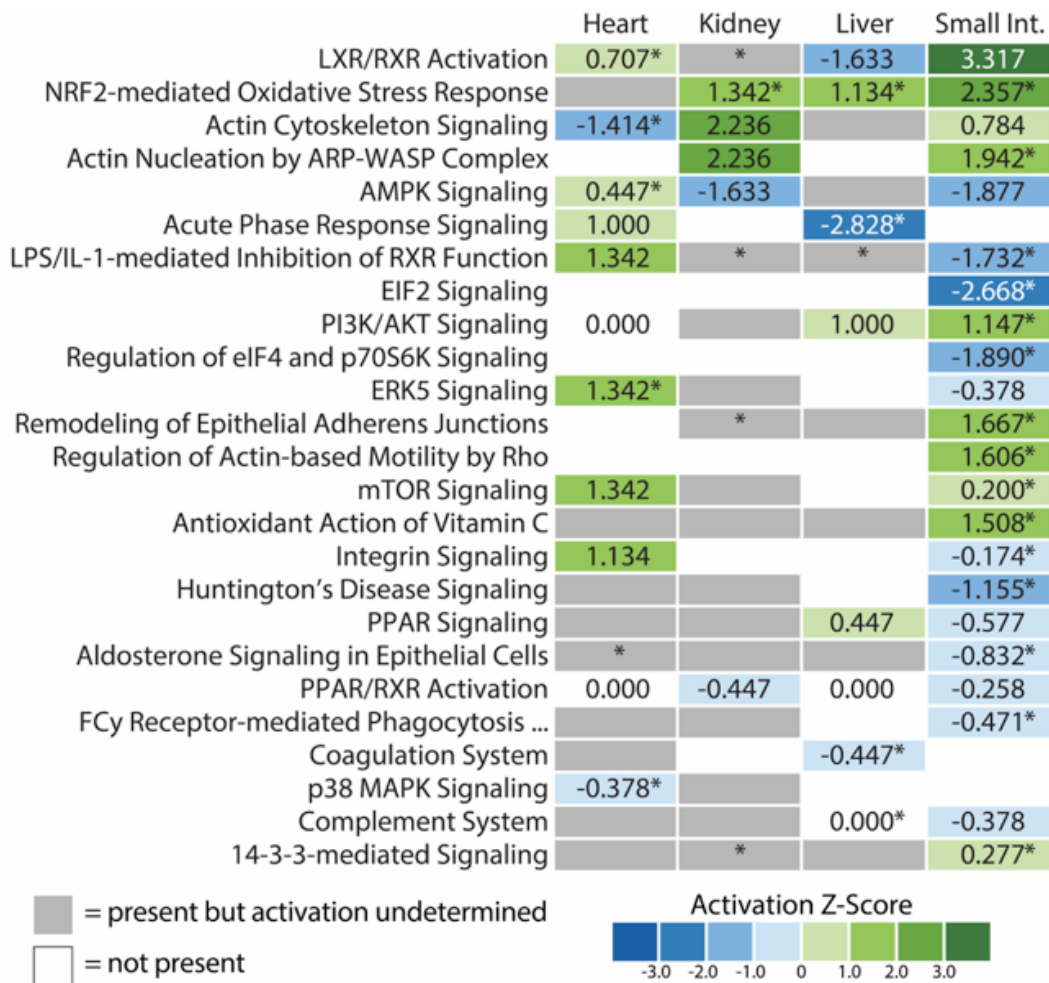 Heart Kidney Liver Small Int.
LXR/RXR Activation 0.707* * -1.633 3.317
NRF2-mediated Oxidative Stress Response 1.342* 1.134* 2.357*
Actin Cytoskeleton Signaling -1.414* 2.236 0.784
Actin Nucleation by ARP-WASP Complex 2.236 1.942*
AMPK Signaling 0.447* -1.633 -1.877
Acute Phase Response Signaling 1.000 -2.828*
LPS/IL-1-mediated Inhibition of RXR Function 1.342 * * -1.732*
EIF2 Signaling -2.668*
PI3K/AKT Signaling 0.000 1.000 1.147*
Regulation of eIF4 and p70S6K Signaling -1.890*
ERK5 Signaling 1.342* -0.378
Remodeling of Epithelial Adherens Junctions * 1.667*
Regulation of Actin-based Motility by Rho 1.606*
mTOR Signaling 1.342 0.200*
Antioxidant Action of Vitamin C 1.508*
Integrin Signaling 1.134 -0.174*
Huntington's Disease Signaling -1.155*
PPAR Signaling 0.447 -0.577
Aldosterone Signaling in Epithelial Cells * -0.832*
PPAR/RXR Activation 0.000 -0.447 0.000 -0.258
FCy Receptor-mediated Phagocytosis ... -0.471*
Coagulation System -0.447*
p38 MAPK Signaling -0.378*
Complement System 0.000* -0.378
14-3-3-mediated Signaling * 0.277*
= present but activation undetermined
= not present
Activation Z-Score
-3.0 -2.0 -1.0 0 1.0 2.0 3.0